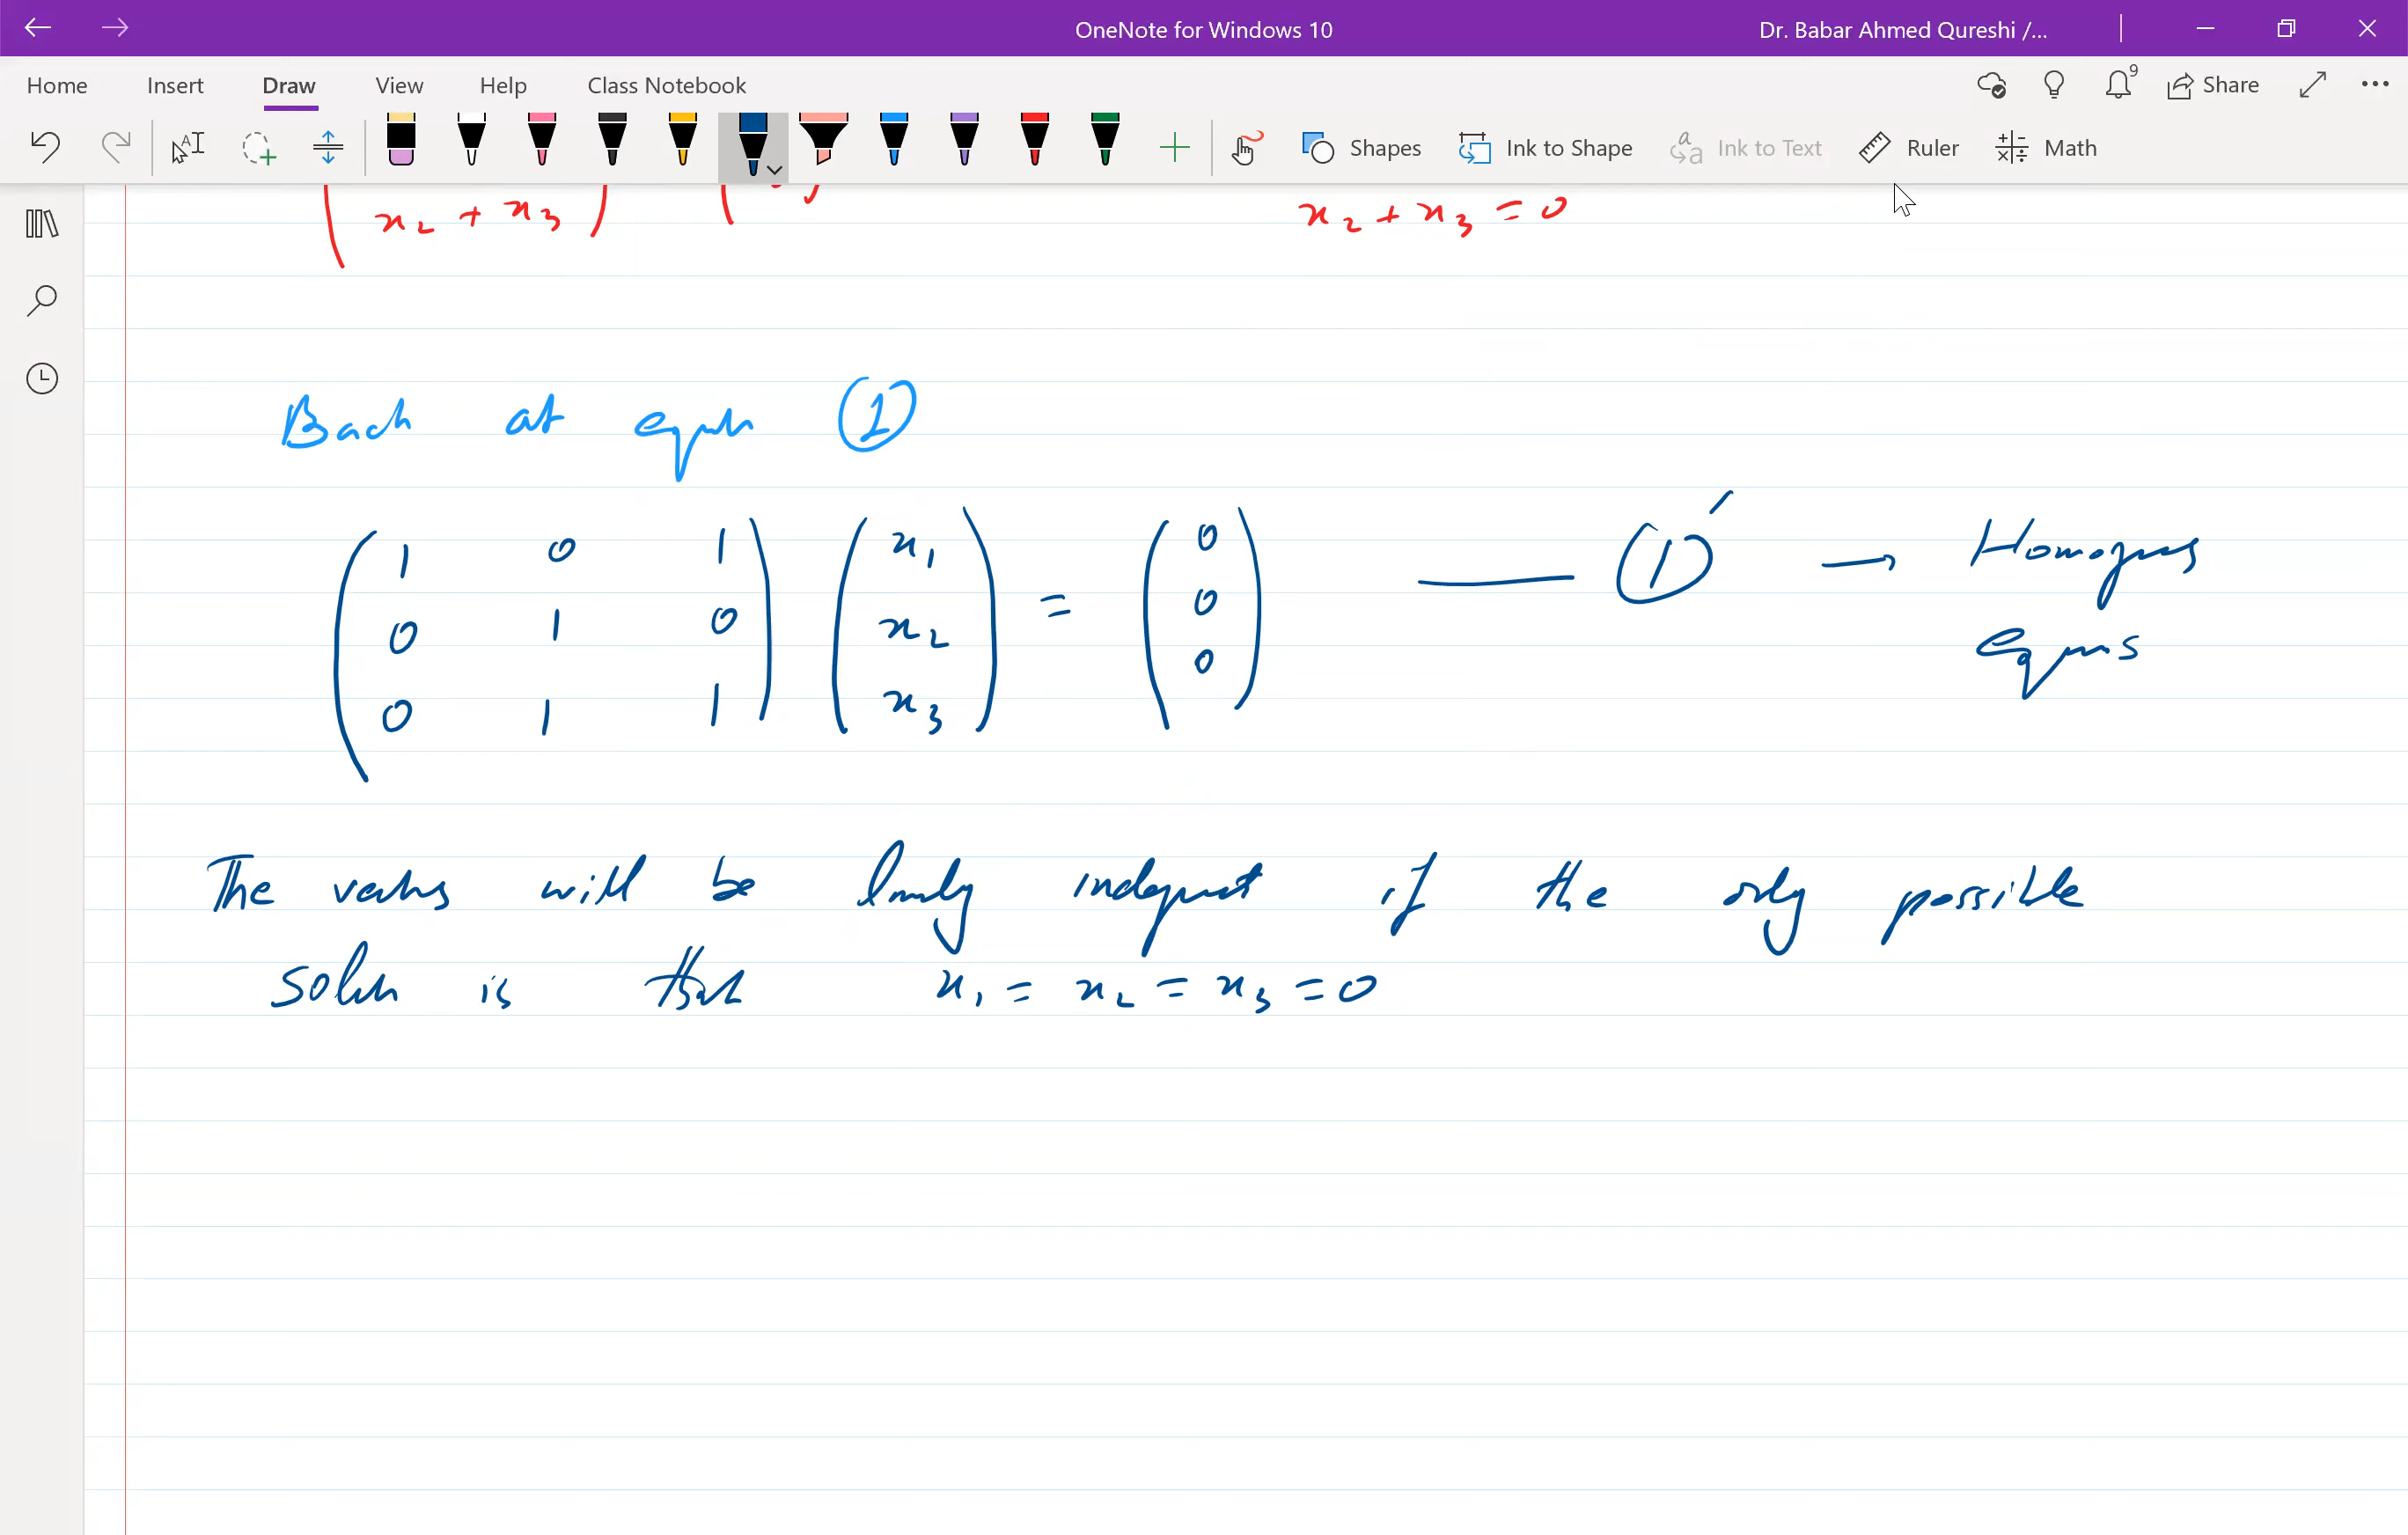 OneNote for Windows 10 Dr. Babar Ahmed Qureshi /...
Home Insert Draw View Help Class Notebook 9 Share
Shapes Ink to Shape Ink to Text Ruler Math
x2 + x3 x2 + x3 = 0
Back at eqn 1
1 0 1 x1 0
0 1 0 x2 = 0 1' → Homogenous
0 1 1 x3 0 eqns
The vectors will be linearly independent if the only possible
soln is that x1 = x2 = x3 = 0